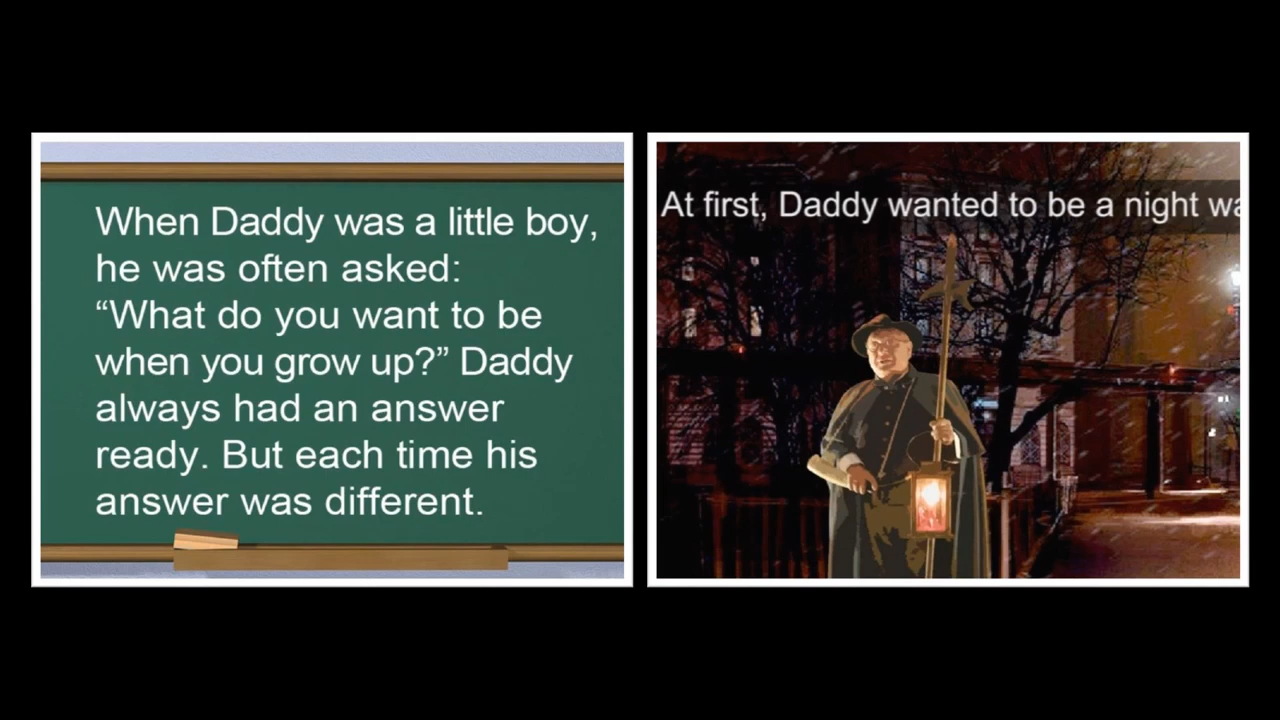 When Daddy was a little boy,
he was often asked:
“What do you want to be
when you grow up?” Daddy
always had an answer
ready. But each time his
answer was different.
At first, Daddy wanted to be a night